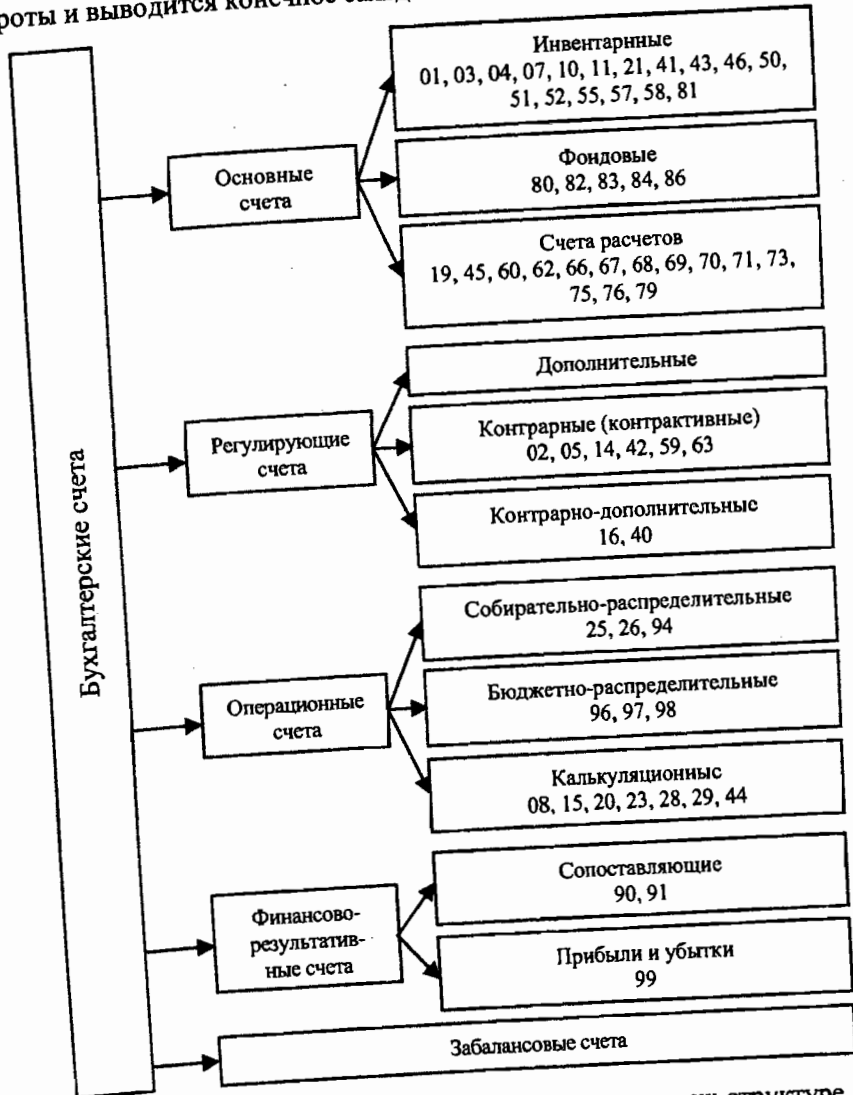 роты и выводится конечное
Бухгалтерские счета
Основные
счета
Инвентарнные
01, 03, 04, 07, 10, 11, 21, 41, 43, 46, 50,
51, 52, 55, 57, 58, 81
Фондовые
80, 82, 83, 84, 86
Счета расчетов
19, 45, 60, 62, 66, 67, 68, 69, 70, 71, 73,
75, 76, 79
Регулирующие
счета
Дополнительные
Контрарные (контрактивные)
02, 05, 14, 42, 59, 63
Контрарно-дополнительные
16, 40
Операционные
счета
Собирательно-распределительные
25, 26, 94
Бюджетно-распределительные
96, 97, 98
Калькуляционныс
08, 15, 20, 23, 28, 29, 44
Финансово-
результатив-
ные счета
Сопоставляющие
90, 91
Прибыли и убытки
99
Забалансовые счета
структуре